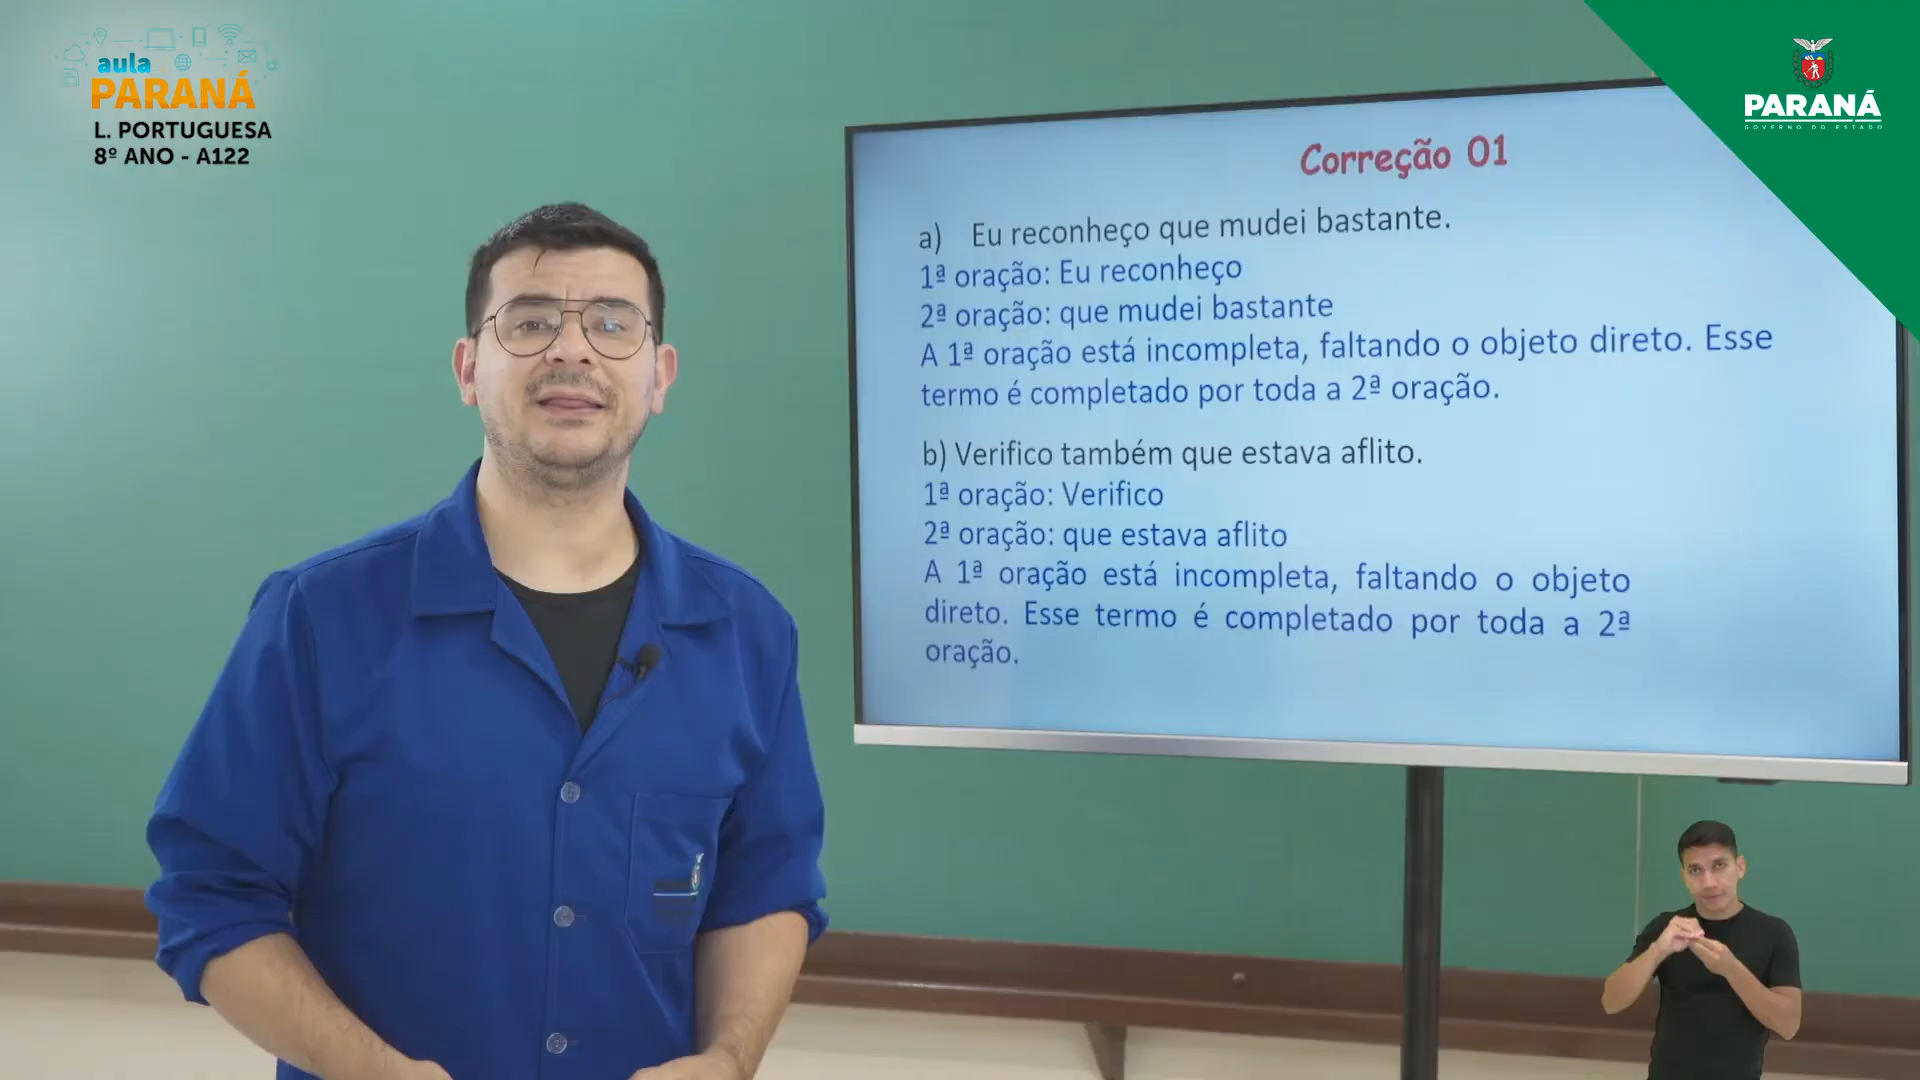 aula
PARANÁ
L. PORTUGUESA
8º ANO - A122
PARANÁ
GOVERNO DO ESTADO
Correção 01
a) Eu reconheço que mudei bastante.
1ª oração: Eu reconheço
2ª oração: que mudei bastante
A 1ª oração está incompleta, faltando o objeto direto. Esse
termo é completado por toda a 2ª oração.
b) Verifico também que estava aflito.
1ª oração: Verifico
2ª oração: que estava aflito
A 1ª oração está incompleta, faltando o objeto
direto. Esse termo é completado por toda a 2ª
oração.